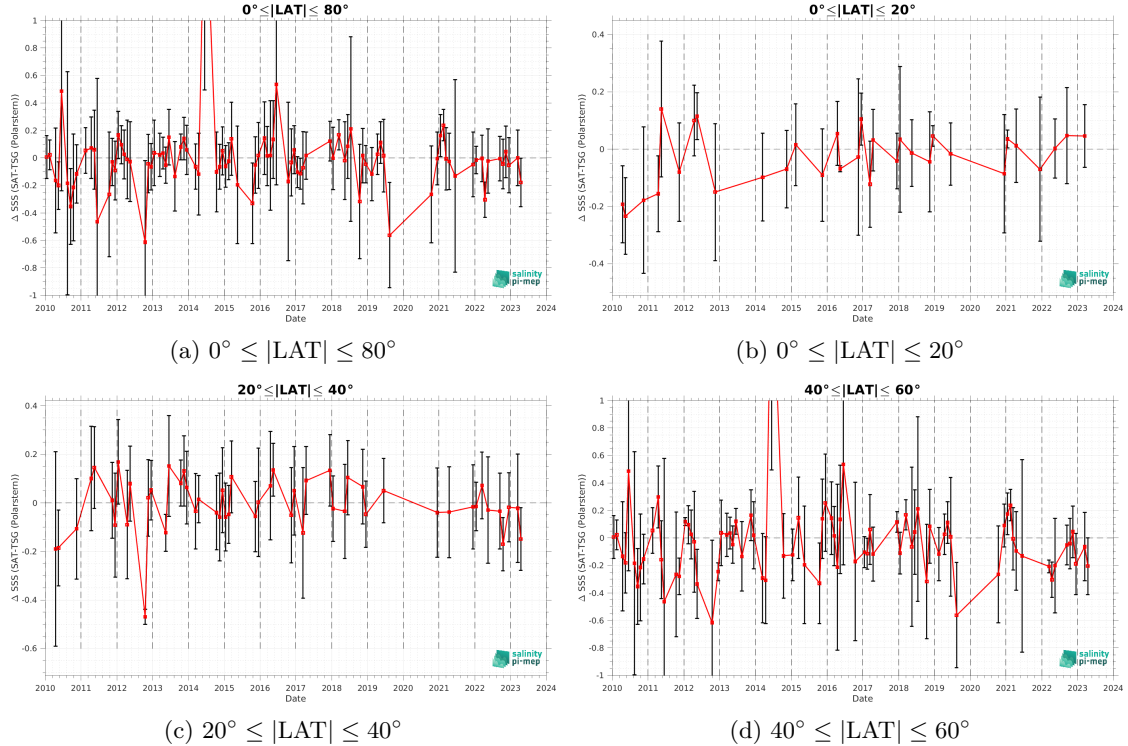 0°≤|LAT|≤ 80°
Δ SSS (SAT-TSG (Polarstern))
1
0.8
0.6
0.4
0.2
0
-0.2
-0.4
-0.6
-0.8
-1
2010 2011 2012 2013 2014 2015 2016 2017 2018 2019 2020 2021 2022 2023 2024
Date
salinity
pi-mep
(a) 0° ≤ |LAT| ≤ 80°
0°≤|LAT|≤ 20°
Δ SSS (SAT-TSG (Polarstern))
0.4
0.2
0
-0.2
-0.4
2010 2011 2012 2013 2014 2015 2016 2017 2018 2019 2020 2021 2022 2023 2024
Date
salinity
pi-mep
(b) 0° ≤ |LAT| ≤ 20°
20°≤|LAT|≤ 40°
Δ SSS (SAT-TSG (Polarstern))
0.4
0.2
0
-0.2
-0.4
-0.6
2010 2011 2012 2013 2014 2015 2016 2017 2018 2019 2020 2021 2022 2023 2024
Date
salinity
pi-mep
(c) 20° ≤ |LAT| ≤ 40°
40°≤|LAT|≤ 60°
Δ SSS (SAT-TSG (Polarstern))
1
0.8
0.6
0.4
0.2
0
-0.2
-0.4
-0.6
-0.8
-1
2010 2011 2012 2013 2014 2015 2016 2017 2018 2019 2020 2021 2022 2023 2024
Date
salinity
pi-mep
(d) 40° ≤ |LAT| ≤ 60°